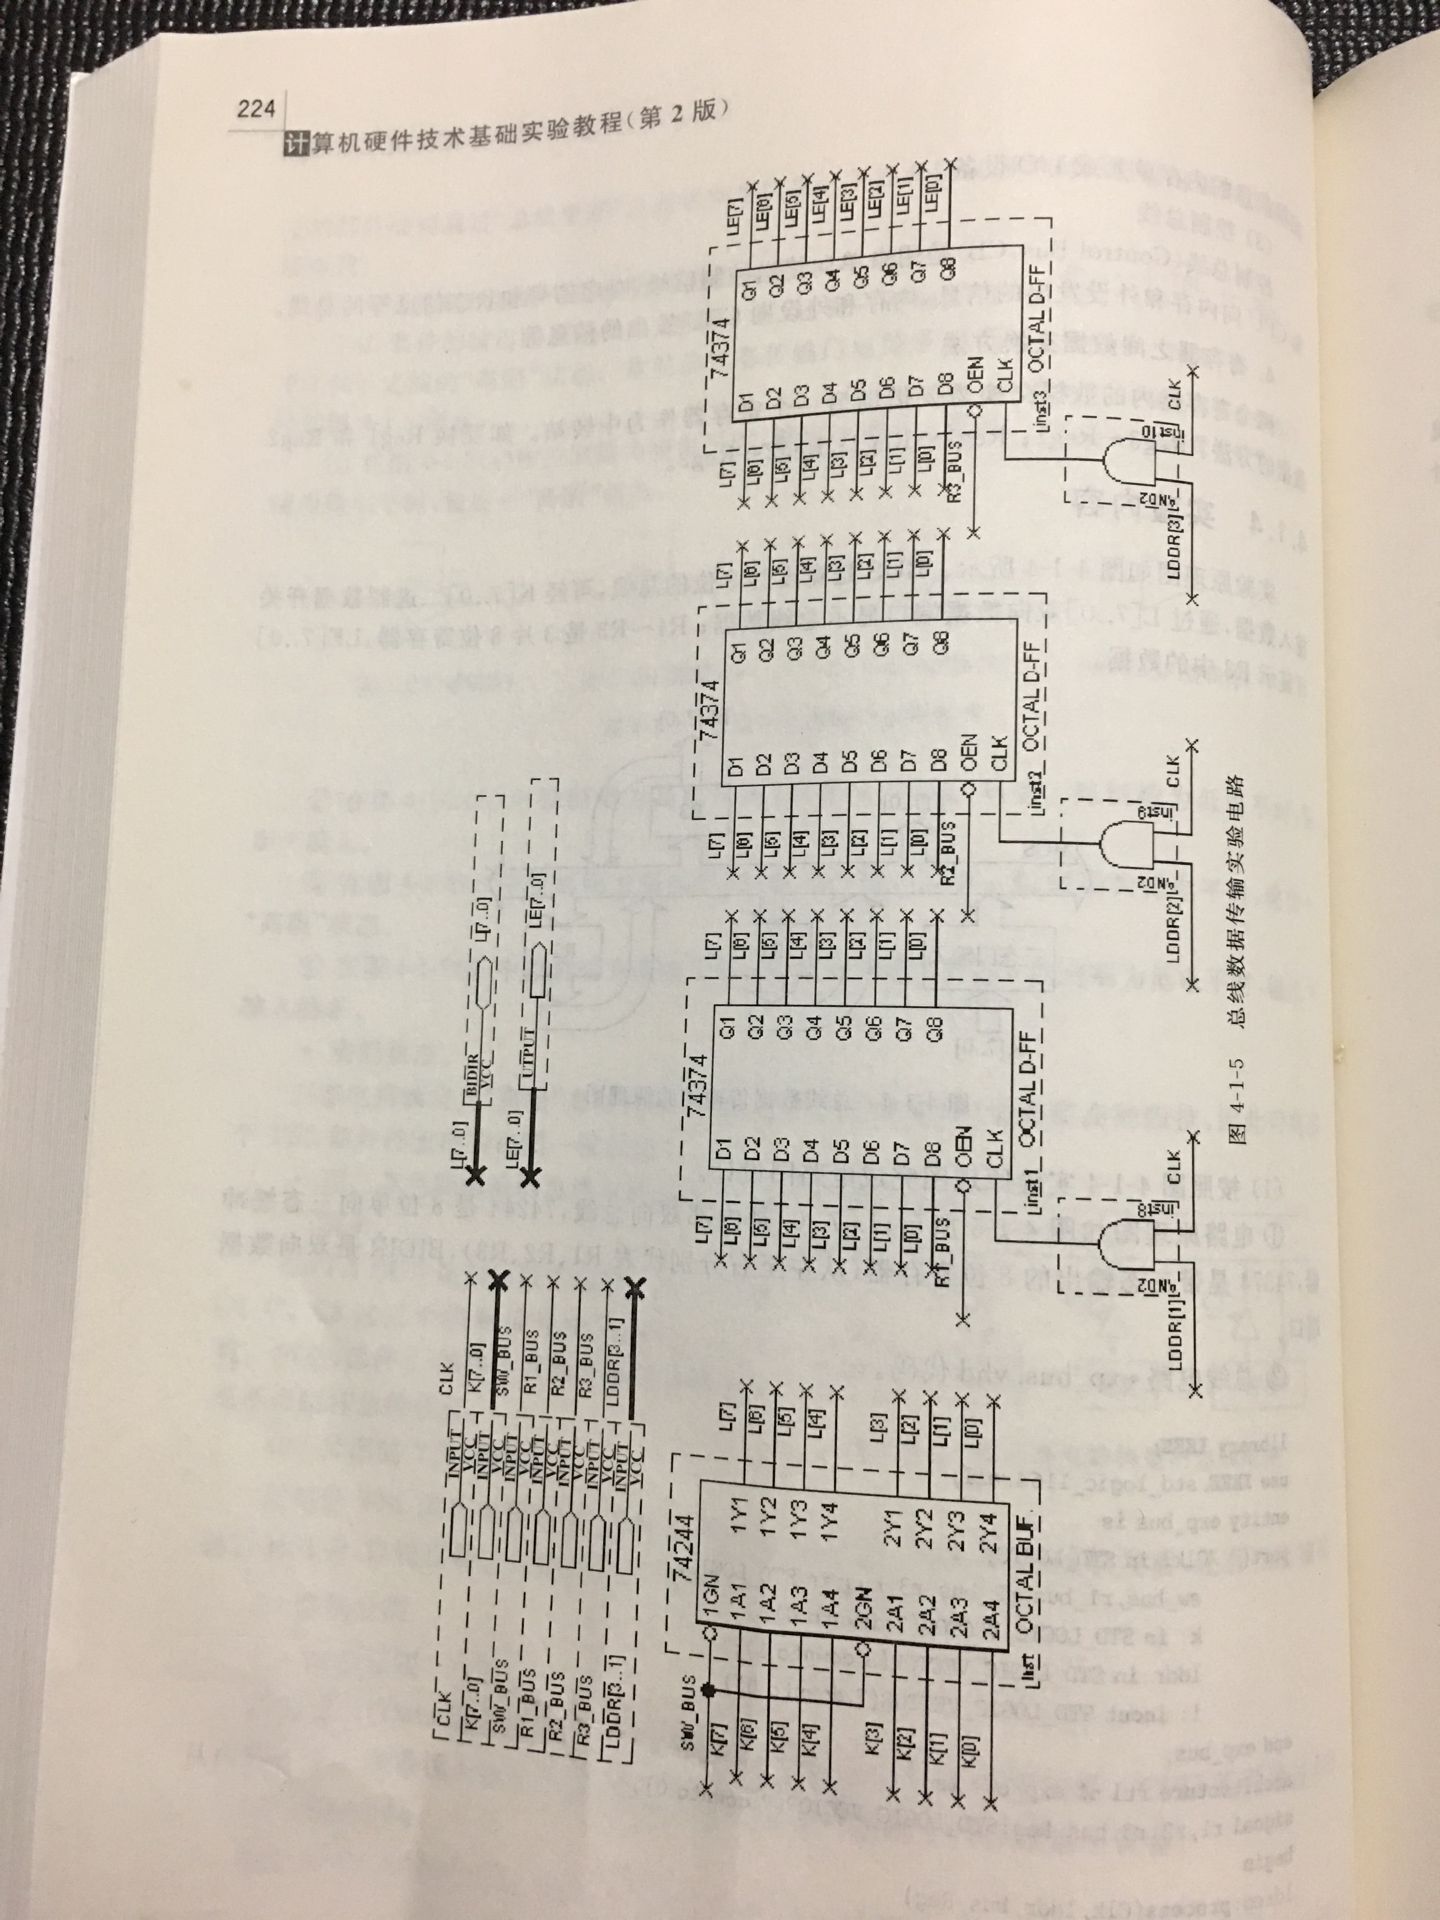 224
计算机硬件技术基础实验教程(第2版)
CLK
INPUT
VCC
CLK
K[7..0]
INPUT
VCC
K[7..0]
SW_BUS
INPUT
VCC
SW_BUS
R1_BUS
INPUT
VCC
R1_BUS
R2_BUS
INPUT
VCC
R2_BUS
R3_BUS
INPUT
VCC
R3_BUS
LDDR[3..1]
INPUT
VCC
LDDR[3..1]
L[7..0]
BIDIR
VCC
L[7..0]
LE[7..0]
UTPUT
LE[7..0]
74244
SW_BUS
1GN
K[7] 1A1 1Y1 L[7]
K[6] 1A2 1Y2 L[6]
K[5] 1A3 1Y3 L[5]
K[4] 1A4 1Y4 L[4]
2GN
K[3] 2A1 2Y1 L[3]
K[2] 2A2 2Y2 L[2]
K[1] 2A3 2Y3 L[1]
K[0] 2A4 2Y4 L[0]
inst OCTAL BUF.
74374
L[7] D1 Q1 L[7]
L[6] D2 Q2 L[6]
L[5] D3 Q3 L[5]
L[4] D4 Q4 L[4]
L[3] D5 Q5 L[3]
L[2] D6 Q6 L[2]
L[1] D7 Q7 L[1]
L[0] D8 Q8 L[0]
R1_BUS OEN
CLK
inst1 OCTAL D-FF
AND2
inst8
LDDR[1] CLK
74374
L[7] D1 Q1 L[7]
L[6] D2 Q2 L[6]
L[5] D3 Q3 L[5]
L[4] D4 Q4 L[4]
L[3] D5 Q5 L[3]
L[2] D6 Q6 L[2]
L[1] D7 Q7 L[1]
L[0] D8 Q8 L[0]
R2_BUS OEN
CLK
inst2 OCTAL D-FF
AND2
inst9
LDDR[2] CLK
74374
L[7] D1 Q1 LE[7]
L[6] D2 Q2 LE[6]
L[5] D3 Q3 LE[5]
L[4] D4 Q4 LE[4]
L[3] D5 Q5 LE[3]
L[2] D6 Q6 LE[2]
L[1] D7 Q7 LE[1]
L[0] D8 Q8 LE[0]
R3_BUS OEN
CLK
inst3 OCTAL D-FF
AND2
inst10
LDDR[3] CLK
图 4-1-5 总线数据传输实验电路